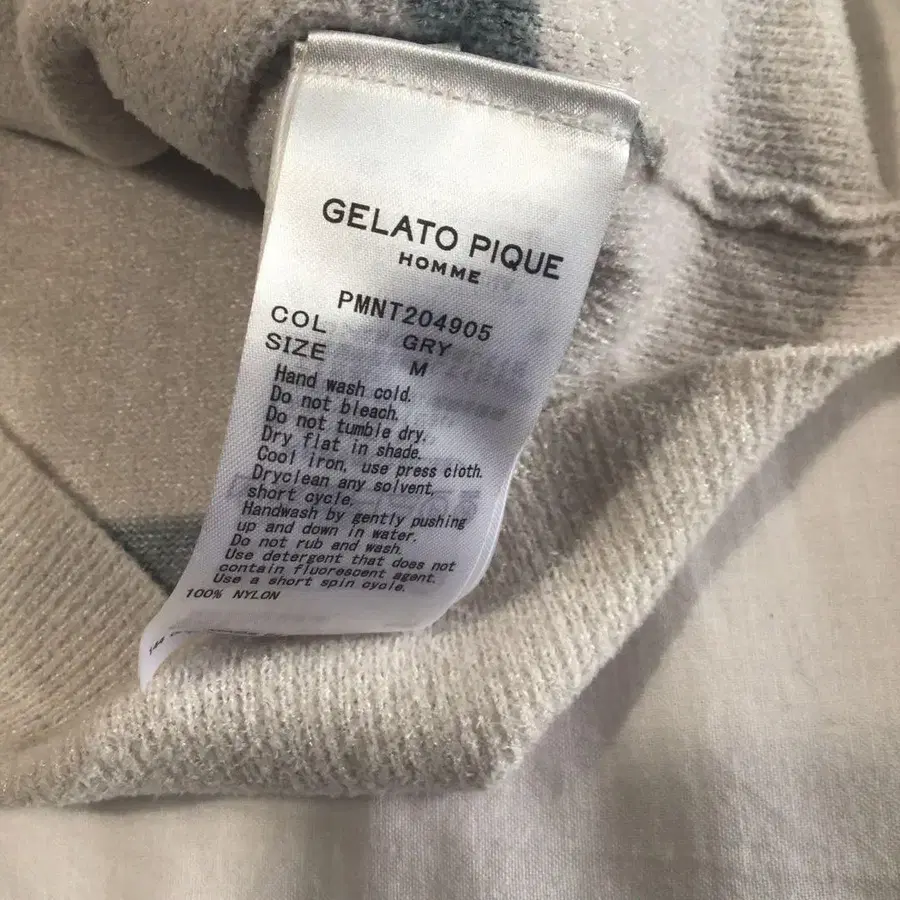 GELATO PIQUE
HOMME
PMNT204905
COL GRY
SIZE M
Hand wash cold.
Do not bleach.
Do not tumble dry.
Dry flat in shade.
Cool iron, use press cloth.
Dryclean any solvent,
short cycle.
Handwash by gently pushing
up and down in water.
Do not rub and wash.
Use detergent that does not
contain fluorescent agent.
Use a short spin cycle.
100% NYLON